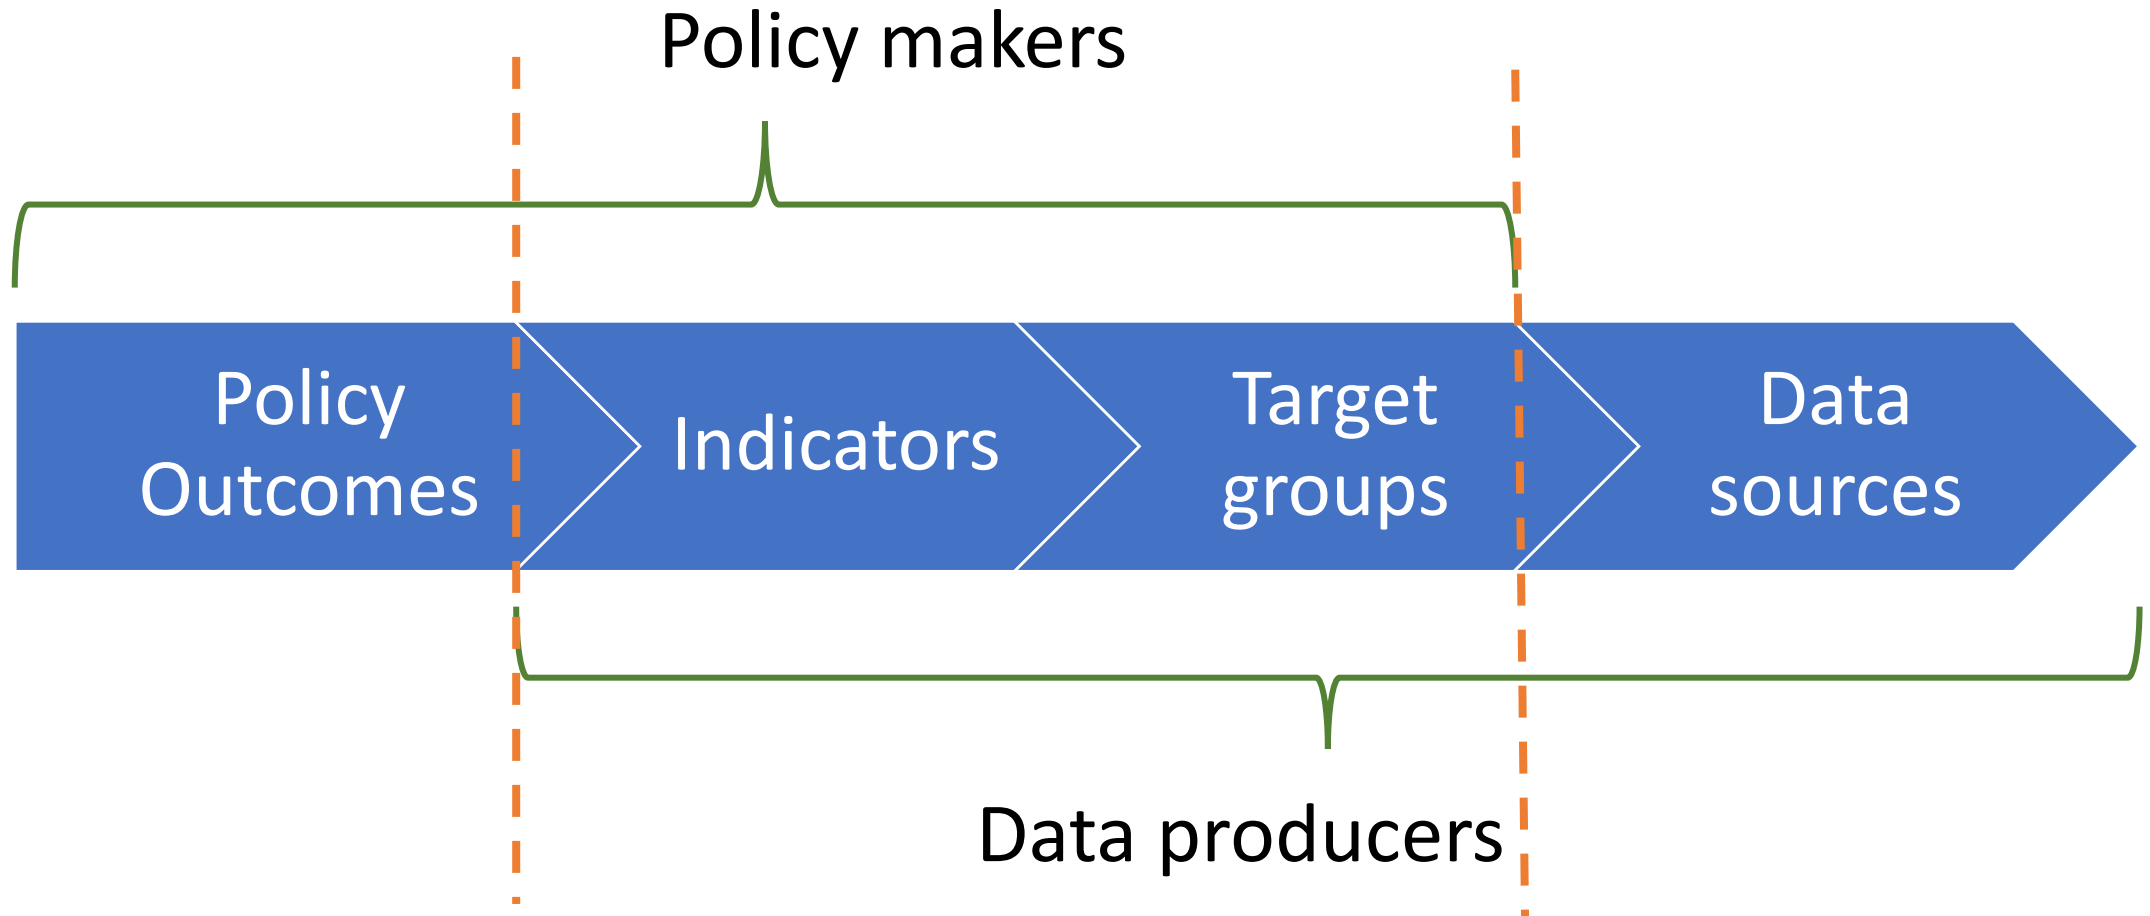 Policy makers
Policy
Outcomes
Indicators
Target
groups
Data
sources
Data producers